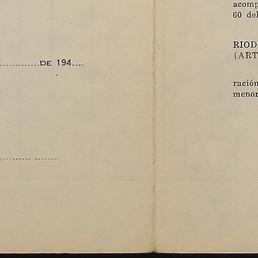 ..............DE 194....
acomp
60 del
RIOD
(ART
ración
menor